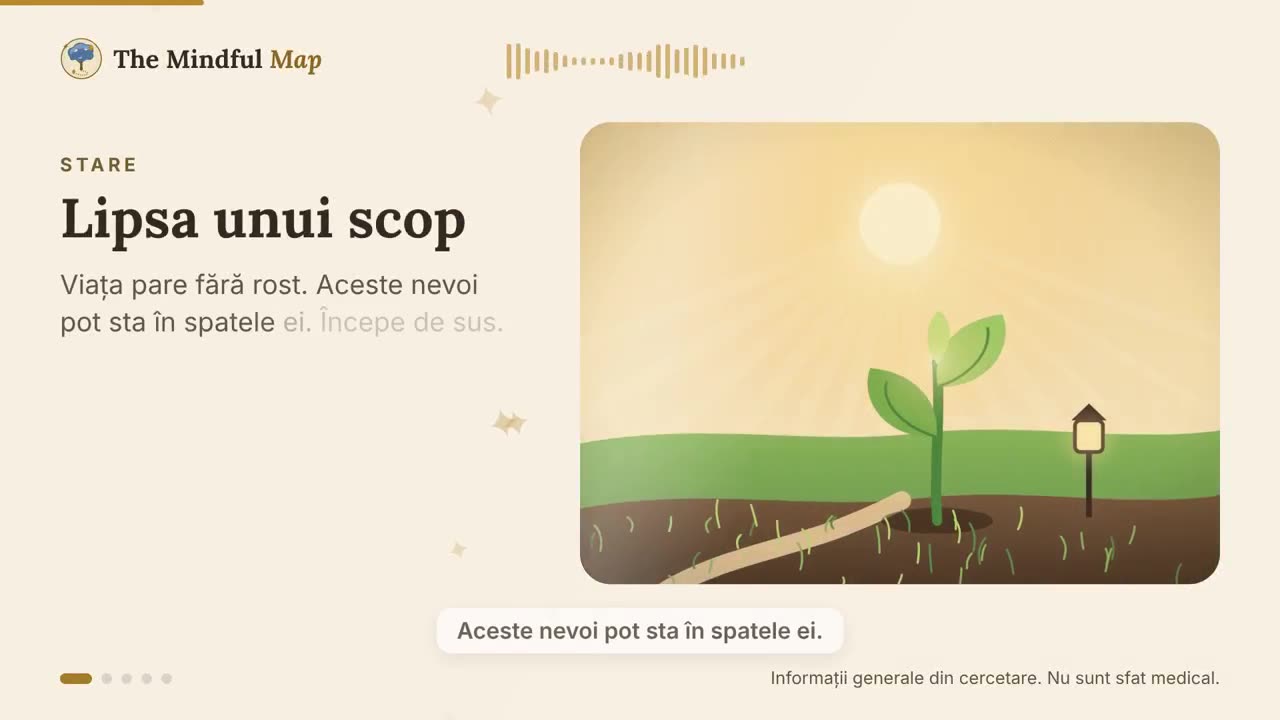 The Mindful Map
STARE
Lipsa unui scop
Viața pare fără rost. Aceste nevoi
pot sta în spatele ei. Începe de sus.
Aceste nevoi pot sta în spatele ei.
Informații generale din cercetare. Nu sunt sfat medical.